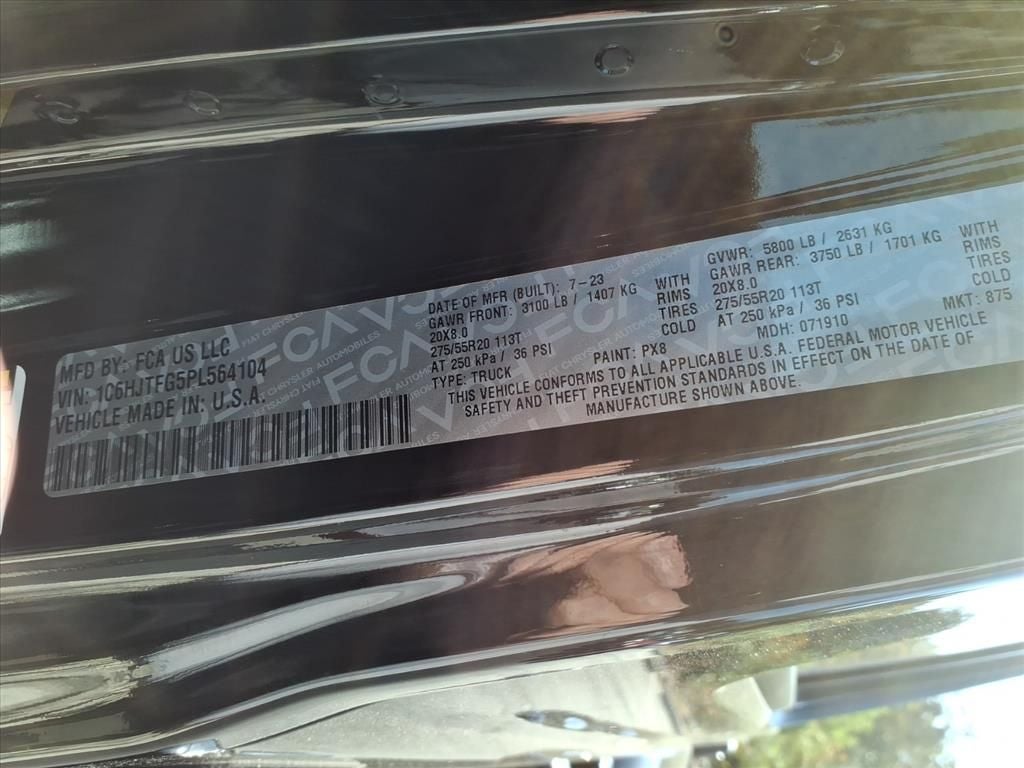 MFD BY: FCA US LLC
VIN: 1C6HJTFG5PL564104
VEHICLE MADE IN: U.S.A.
DATE OF MFR (BUILT): 7-23
GAWR FRONT: 3100 LB / 1407 KG WITH
20X8.0 RIMS
275/55R20 113T TIRES
AT 250 kPa / 36 PSI COLD
GVWR: 5800 LB / 2631 KG
GAWR REAR: 3750 LB / 1701 KG WITH
20X8.0 RIMS
275/55R20 113T TIRES
AT 250 kPa / 36 PSI COLD
TYPE: TRUCK PAINT: PX8 MDH: 071910 MKT: 875
THIS VEHICLE CONFORMS TO ALL APPLICABLE U.S.A. FEDERAL MOTOR VEHICLE
SAFETY AND THEFT PREVENTION STANDARDS IN EFFECT ON THE DATE OF
MANUFACTURE SHOWN ABOVE.